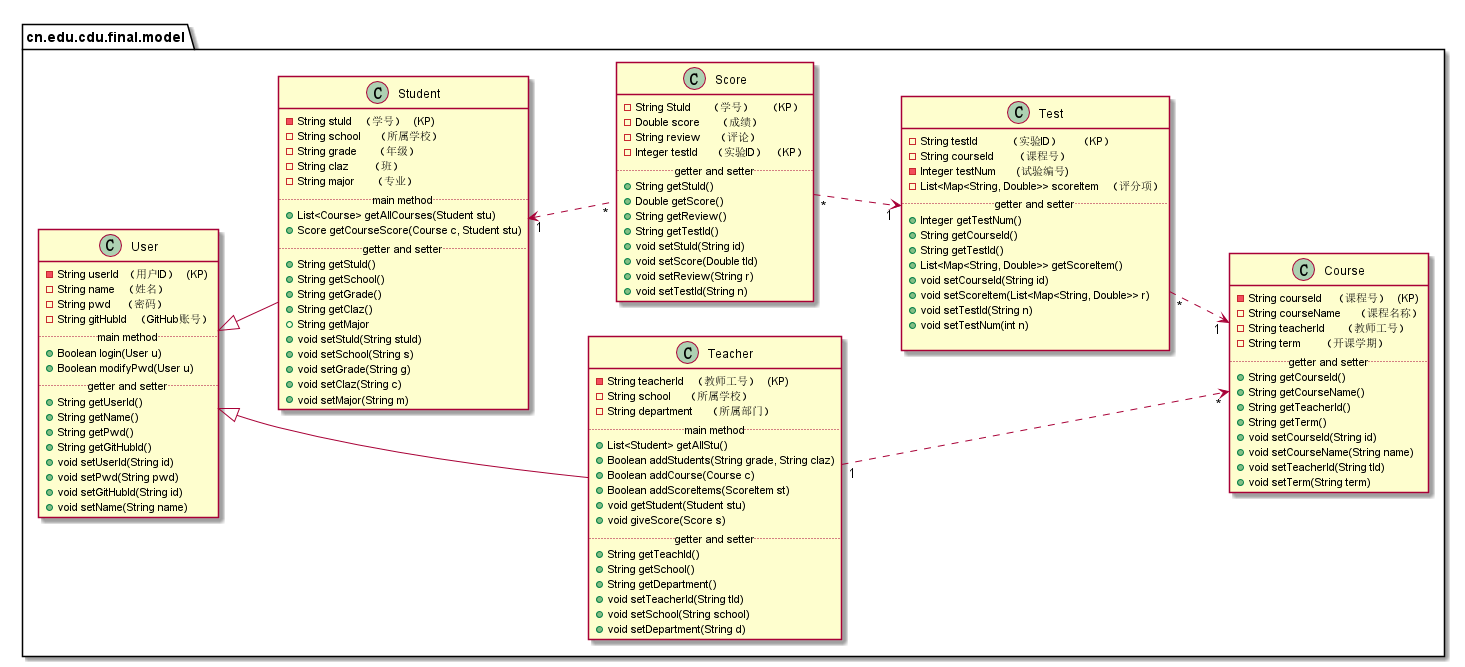 cn.edu.cdu.final.model
C User
String userId （用户ID） (KP)
String name （姓名）
String pwd （密码）
String gitHubId （GitHub账号）
main method
Boolean login(User u)
Boolean modifyPwd(User u)
getter and setter
String getUserId()
String getName()
String getPwd()
String getGitHubId()
void setUserId(String id)
void setPwd(String pwd)
void setGitHubId(String id)
void setName(String name)
C Student
String stuId （学号） (KP)
String school （所属学校）
String grade （年级）
String claz （班）
String major （专业）
main method
List<Course> getAllCourses(Student stu)
Score getCourseScore(Course c, Student stu)
getter and setter
String getStuId()
String getSchool()
String getGrade()
String getClaz()
String getMajor
void setStuId(String stuId)
void setSchool(String s)
void setGrade(String g)
void setClaz(String c)
void setMajor(String m)
1
*
C Score
String StuId （学号） （KP）
Double score （成绩）
String review （评论）
Integer testId （实验ID） （KP）
getter and setter
String getStuId()
Double getScore()
String getReview()
String getTestId()
void setStuId(String id)
void setScore(Double tId)
void setReview(String r)
void setTestId(String n)
*
1
C Teacher
String teacherId （教师工号） (KP)
String school （所属学校）
String department （所属部门）
main method
List<Student> getAllStu()
Boolean addStudents(String grade, String claz)
Boolean addCourse(Course c)
Boolean addScoreItems(ScoreItem st)
void getStudent(Student stu)
void giveScore(Score s)
getter and setter
String getTeachId()
String getSchool()
String getDepartment()
void setTeacherId(String tId)
void setSchool(String school)
void setDepartment(String d)
1
*
C Test
String testId （实验ID） （KP）
String courseId （课程号）
Integer testNum （试验编号）
List<Map<String, Double>> scoreItem （评分项）
getter and setter
Integer getTestNum()
String getCourseId()
String getTestId()
List<Map<String, Double>> getScoreItem()
void setCourseId(String id)
void setScoreItem(List<Map<String, Double>> r)
void setTestId(String n)
void setTestNum(int n)
*
1
C Course
String courseId （课程号） (KP)
String courseName （课程名称）
String teacherId （教师工号）
String term （开课学期）
getter and setter
String getCourseId()
String getCourseName()
String getTeacherId()
String getTerm()
void setCourseId(String id)
void setCourseName(String name)
void setTeacherId(String tId)
void setTerm(String term)